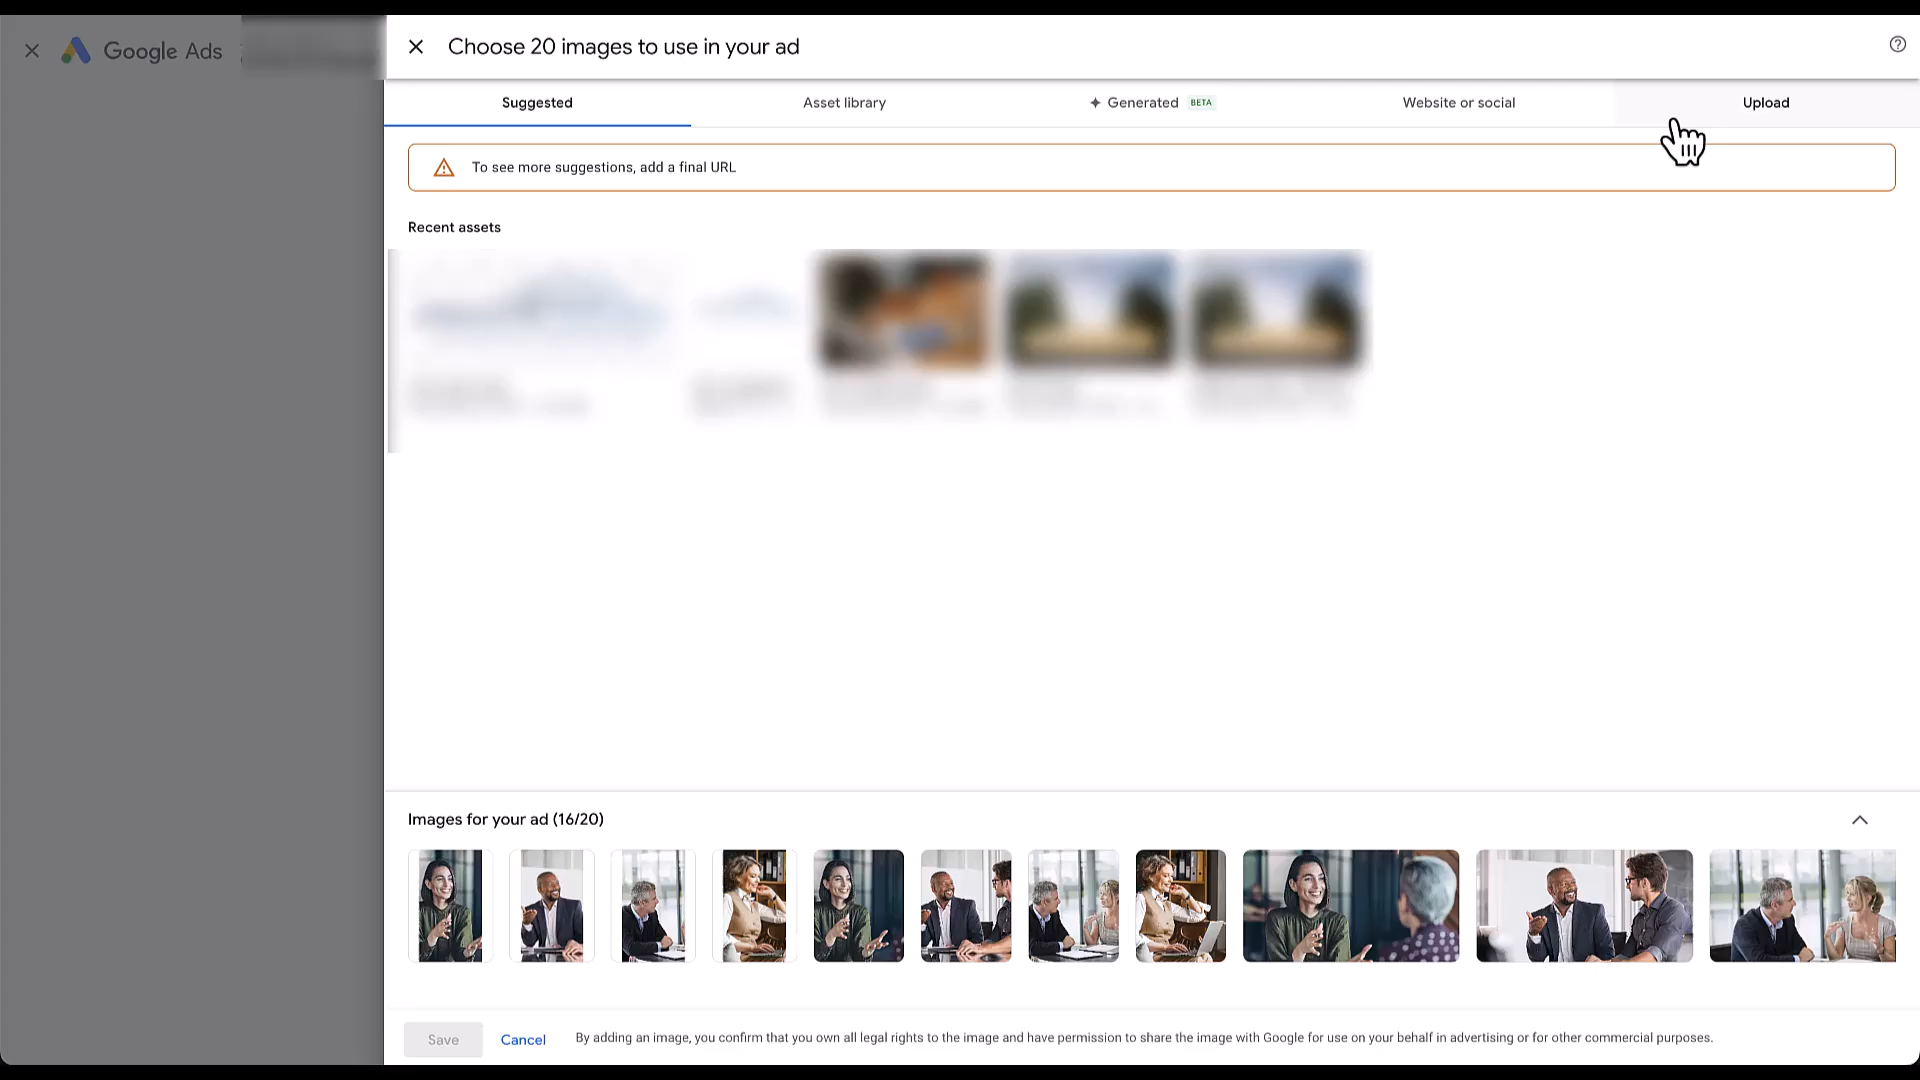 Google Ads
Choose 20 images to use in your ad
Suggested
Asset library
Generated BETA
Website or social
Upload
To see more suggestions, add a final URL
Recent assets
Images for your ad (16/20)
Save
Cancel
By adding an image, you confirm that you own all legal rights to the image and have permission to share the image with Google for use on your behalf in advertising or for other commercial purposes.